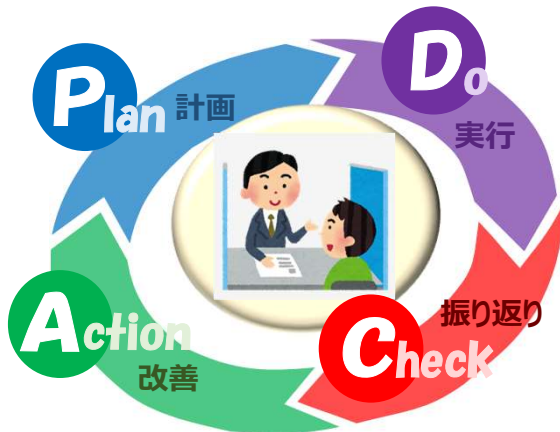 Plan 計画
Do
実行
Check
振り返り
Action
改善